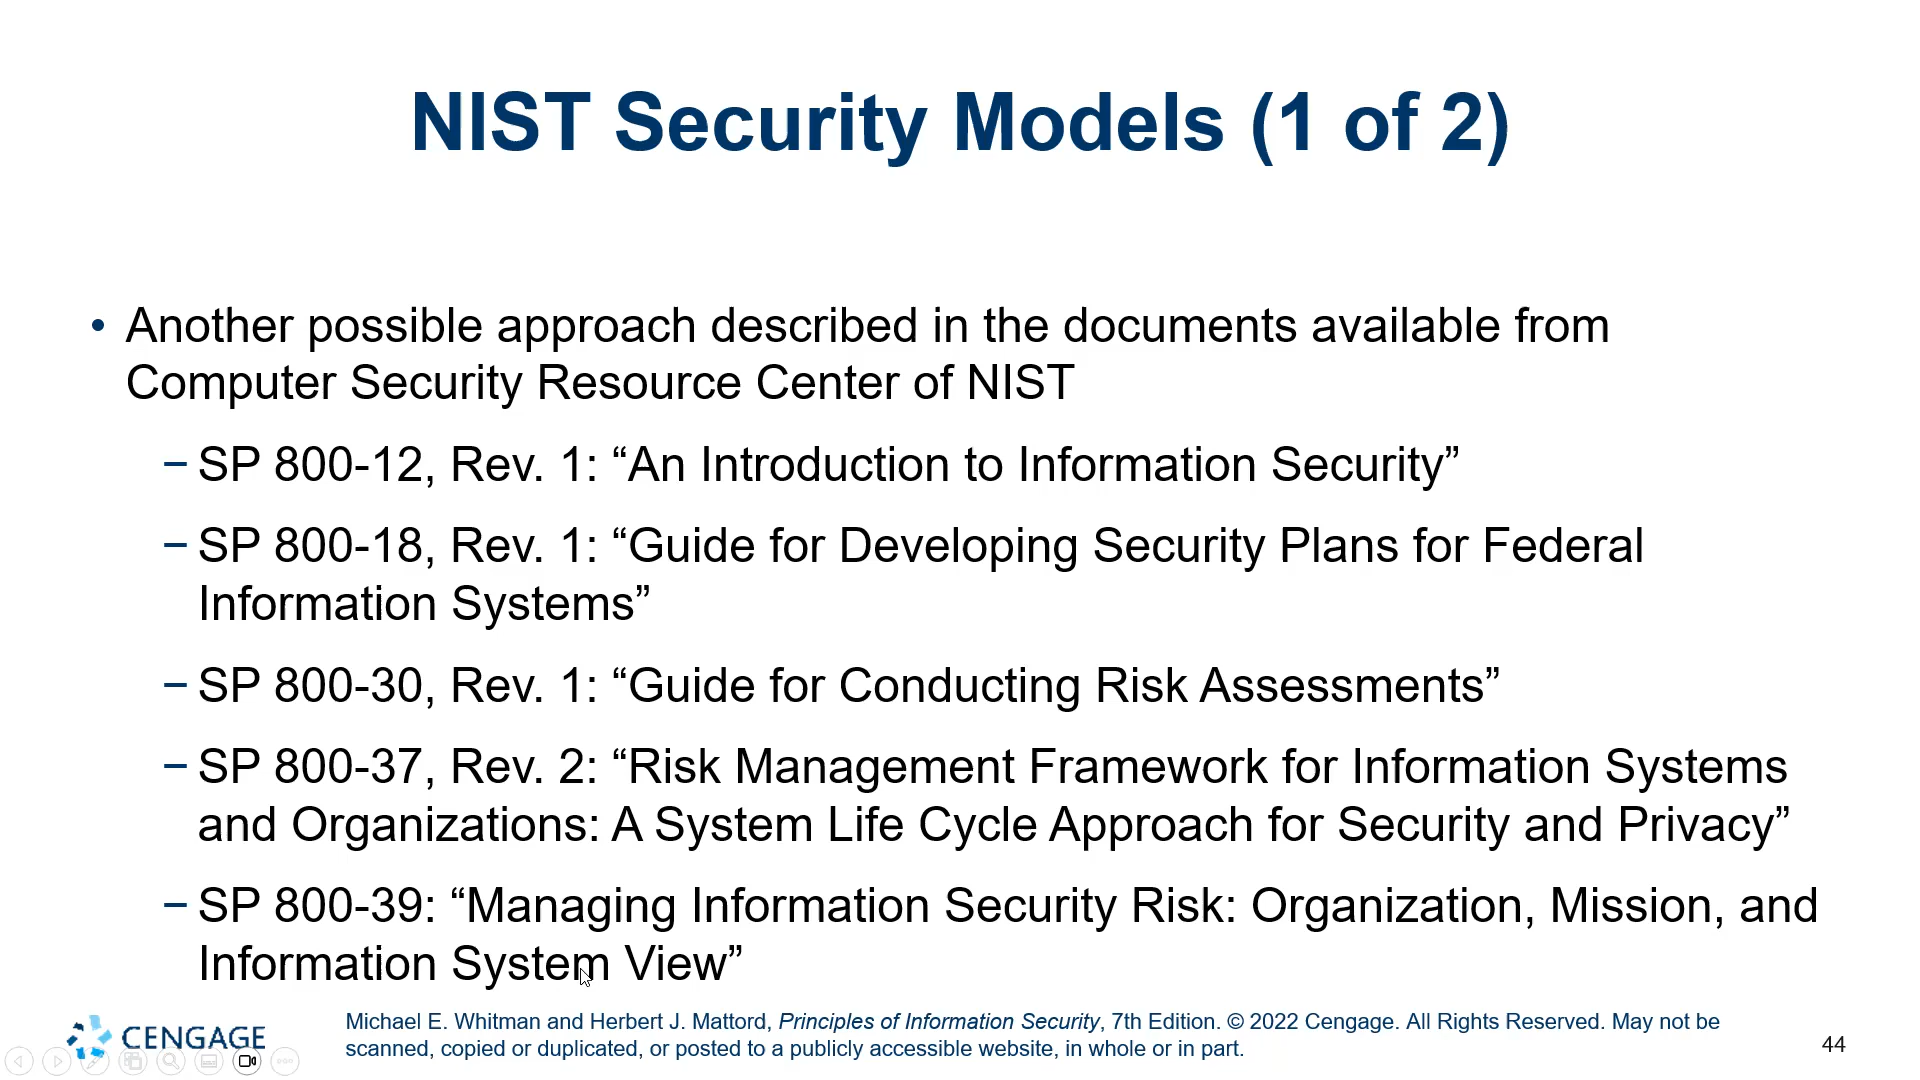 NIST Security Models (1 of 2)
• Another possible approach described in the documents available from
Computer Security Resource Center of NIST
− SP 800-12, Rev. 1: “An Introduction to Information Security”
− SP 800-18, Rev. 1: “Guide for Developing Security Plans for Federal
Information Systems”
− SP 800-30, Rev. 1: “Guide for Conducting Risk Assessments”
− SP 800-37, Rev. 2: “Risk Management Framework for Information Systems
and Organizations: A System Life Cycle Approach for Security and Privacy”
− SP 800-39: “Managing Information Security Risk: Organization, Mission, and
Information System View”
CENGAGE
Michael E. Whitman and Herbert J. Mattord, Principles of Information Security, 7th Edition. © 2022 Cengage. All Rights Reserved. May not be
scanned, copied or duplicated, or posted to a publicly accessible website, in whole or in part.
44